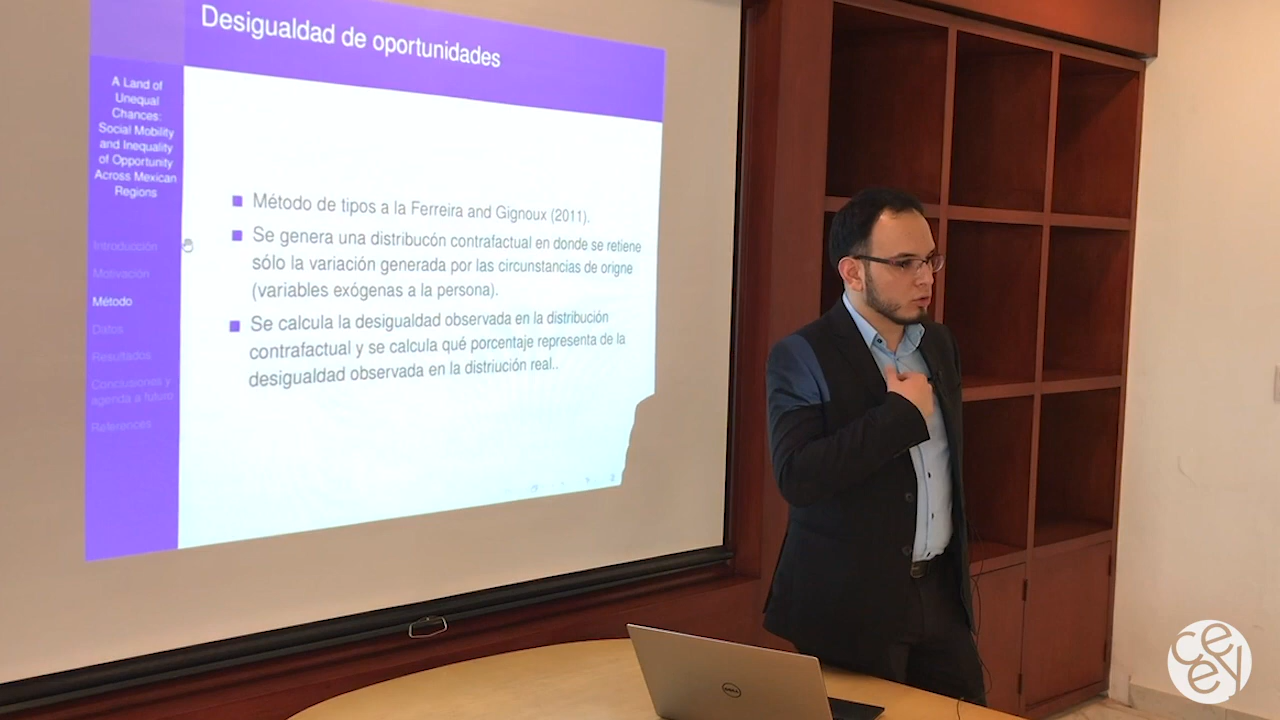 Desigualdad de oportunidades
A Land of
Unequal
Chances:
Social Mobility
and Inequality
of Opportunity
Across Mexican
Regions
Introducción
Motivación
Método
Datos
Resultados
Conclusiones y
agenda a futuro
References
Método de tipos a la Ferreira and Gignoux (2011).
Se genera una distribucón contrafactual en donde se retiene
sólo la variación generada por las circunstancias de origne
(variables exógenas a la persona).
Se calcula la desigualdad observada en la distribución
contrafactual y se calcula qué porcentaje representa de la
desigualdad observada en la distriución real..
DELL
ceey